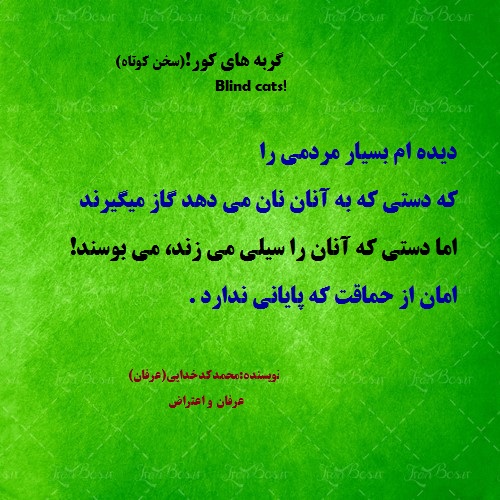 گربه های کور!(سخن کوتاه)
Blind cats!
دیده ام بسیار مردمی را
که دستی که به آنان نان می دهد گاز میگیرند
اما دستی که آنان را سیلی می زند، می بوسند!
امان از حماقت که پایانی ندارد .
نویسنده:محمدکدخدایی(عرفان)
عرفان و اعتراض